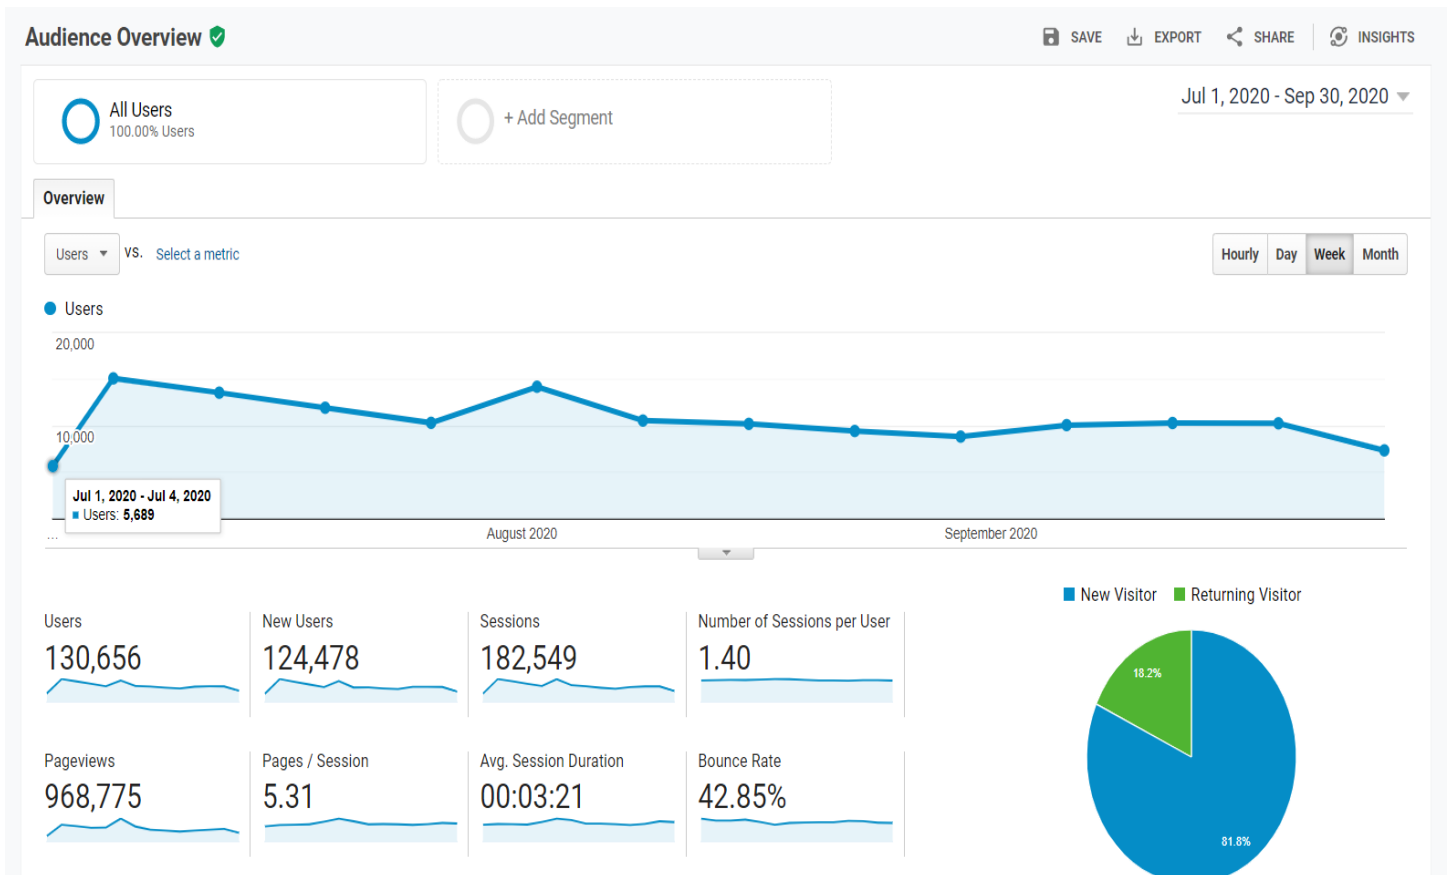 Audience Overview
SAVE EXPORT SHARE INSIGHTS
All Users
100.00% Users
+ Add Segment
Jul 1, 2020 - Sep 30, 2020
Overview
Users VS. Select a metric
Hourly Day Week Month
Users
20,000
10,000
Jul 1, 2020 - Jul 4, 2020
Users: 5,689
...
August 2020
September 2020
New Visitor Returning Visitor
Users
130,656
New Users
124,478
Sessions
182,549
Number of Sessions per User
1.40
Pageviews
968,775
Pages / Session
5.31
Avg. Session Duration
00:03:21
Bounce Rate
42.85%
18.2%
81.8%